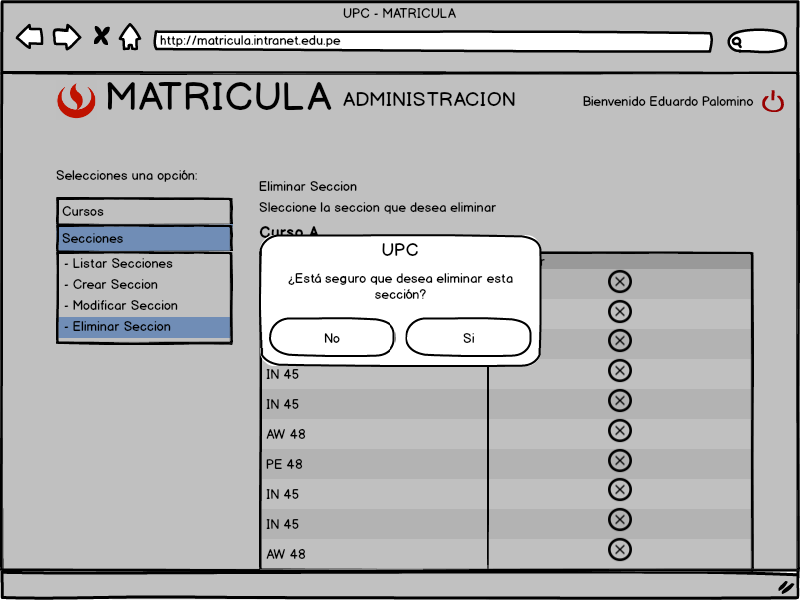 UPC - MATRICULA
http://matricula.intranet.edu.pe
MATRICULA ADMINISTRACION
Bienvenido Eduardo Palomino
Selecciones una opción:
Cursos
Secciones
- Listar Secciones
- Crear Seccion
- Modificar Seccion
- Eliminar Seccion
Eliminar Seccion
Sleccione la seccion que desea eliminar
Curso A
UPC
¿Está seguro que desea eliminar esta
sección?
No
Si
IN 45
IN 45
AW 48
PE 48
IN 45
IN 45
AW 48